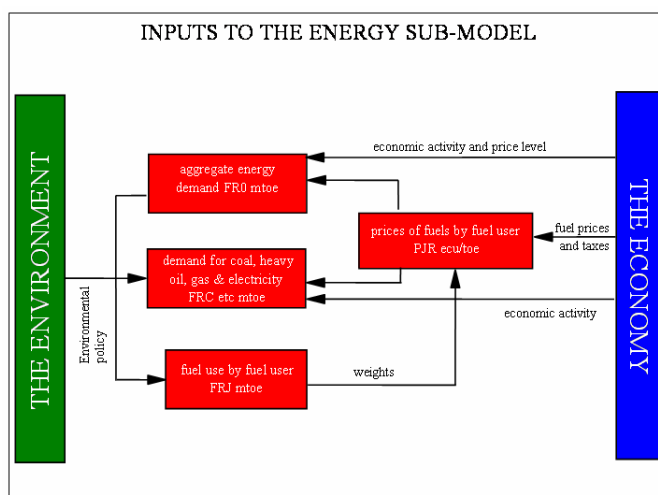 INPUTS TO THE ENERGY SUB-MODEL
THE ENVIRONMENT
THE ECONOMY
economic activity and price level
aggregate energy
demand FR0 mtoe
prices of fuels by fuel user
PJR ecu/toe
fuel prices
and taxes
demand for coal, heavy
oil, gas & electricity
FRC etc mtoe
economic activity
Environmental
policy
fuel use by fuel user
FRJ mtoe
weights